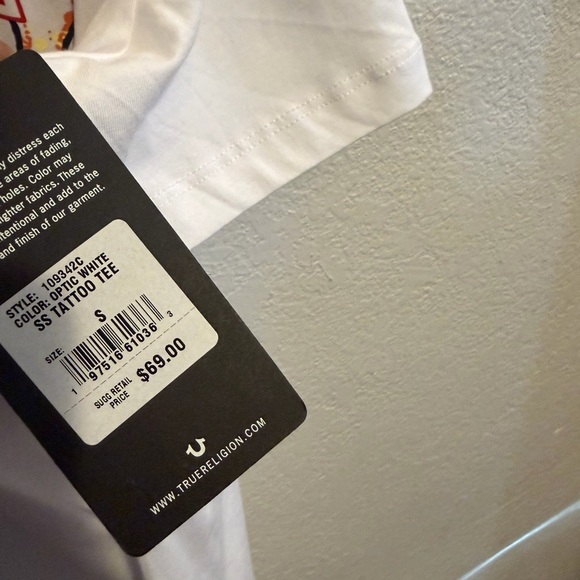 y distress each
e areas of fading,
holes. Color may
ighter fabrics. These
tentional and add to the
and finish of our garment.
STYLE: 109342C
COLOR: OPTIC WHITE
SS TATTOO TEE
SIZE: S
1 97516 61036 3
SUGG RETAIL PRICE $69.00
WWW.TRUERELIGION.COM